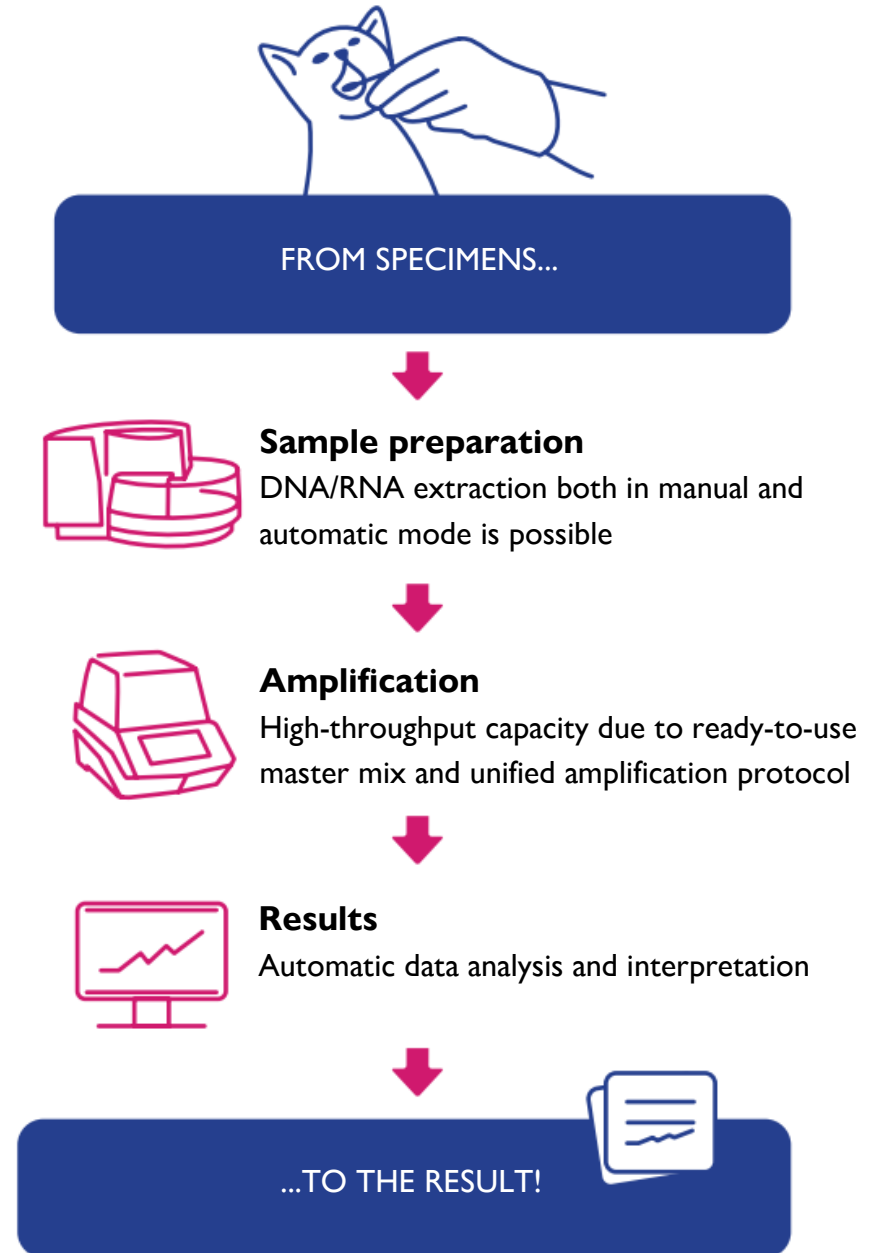 FROM SPECIMENS...
Sample preparation
DNA/RNA extraction both in manual and
automatic mode is possible
Amplification
High-throughput capacity due to ready-to-use
master mix and unified amplification protocol
Results
Automatic data analysis and interpretation
...TO THE RESULT!